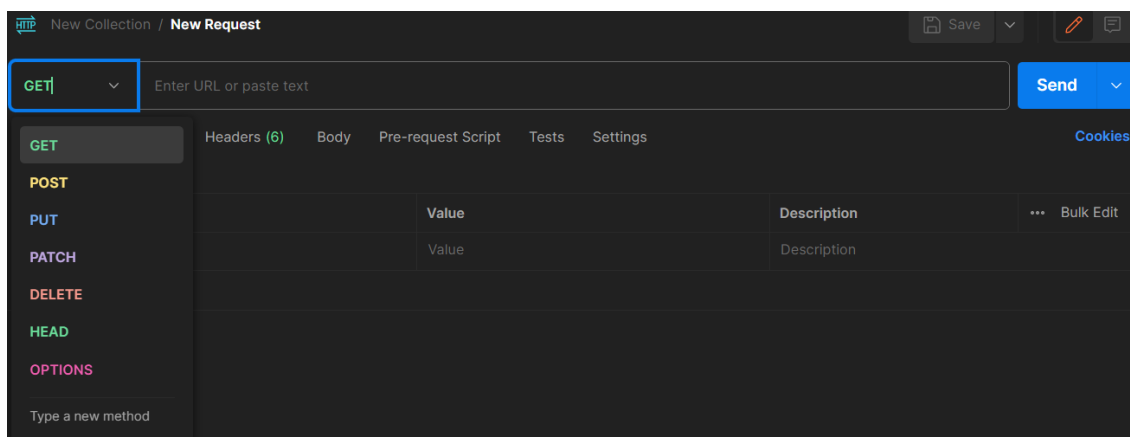 HTTP New Collection / New Request Save
GET Enter URL or paste text Send
Headers (6) Body Pre-request Script Tests Settings Cookies
GET
POST
Value Description ••• Bulk Edit
PUT
Value Description
PATCH
DELETE
HEAD
OPTIONS
Type a new method